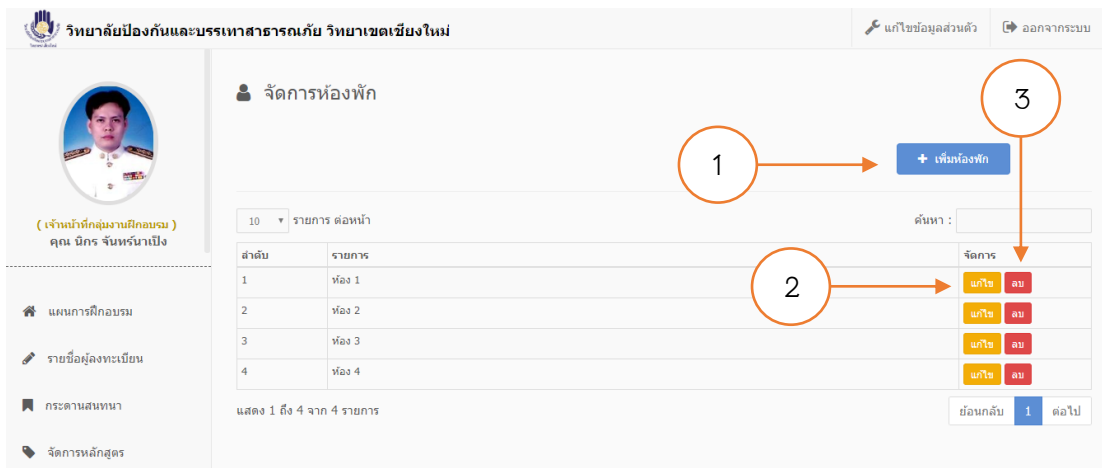 วิทยาลัยป้องกันและบรรเทาสาธารณภัย วิทยาเขตเชียงใหม่
แก้ไขข้อมูลส่วนตัว
ออกจากระบบ
จัดการห้องพัก
3
1
+ เพิ่มห้องพัก
( เจ้าหน้าที่กลุ่มงานฝึกอบรม )
คุณ นิกร จันทร์นาเปิง
10 รายการ ต่อหน้า
ค้นหา :
ลำดับ รายการ จัดการ
2
1 ห้อง 1 แก้ไข ลบ
2 ห้อง 2 แก้ไข ลบ
3 ห้อง 3 แก้ไข ลบ
4 ห้อง 4 แก้ไข ลบ
แสดง 1 ถึง 4 จาก 4 รายการ
ย้อนกลับ 1 ต่อไป
แผนการฝึกอบรม
รายชื่อผู้ลงทะเบียน
กระดานสนทนา
จัดการหลักสูตร